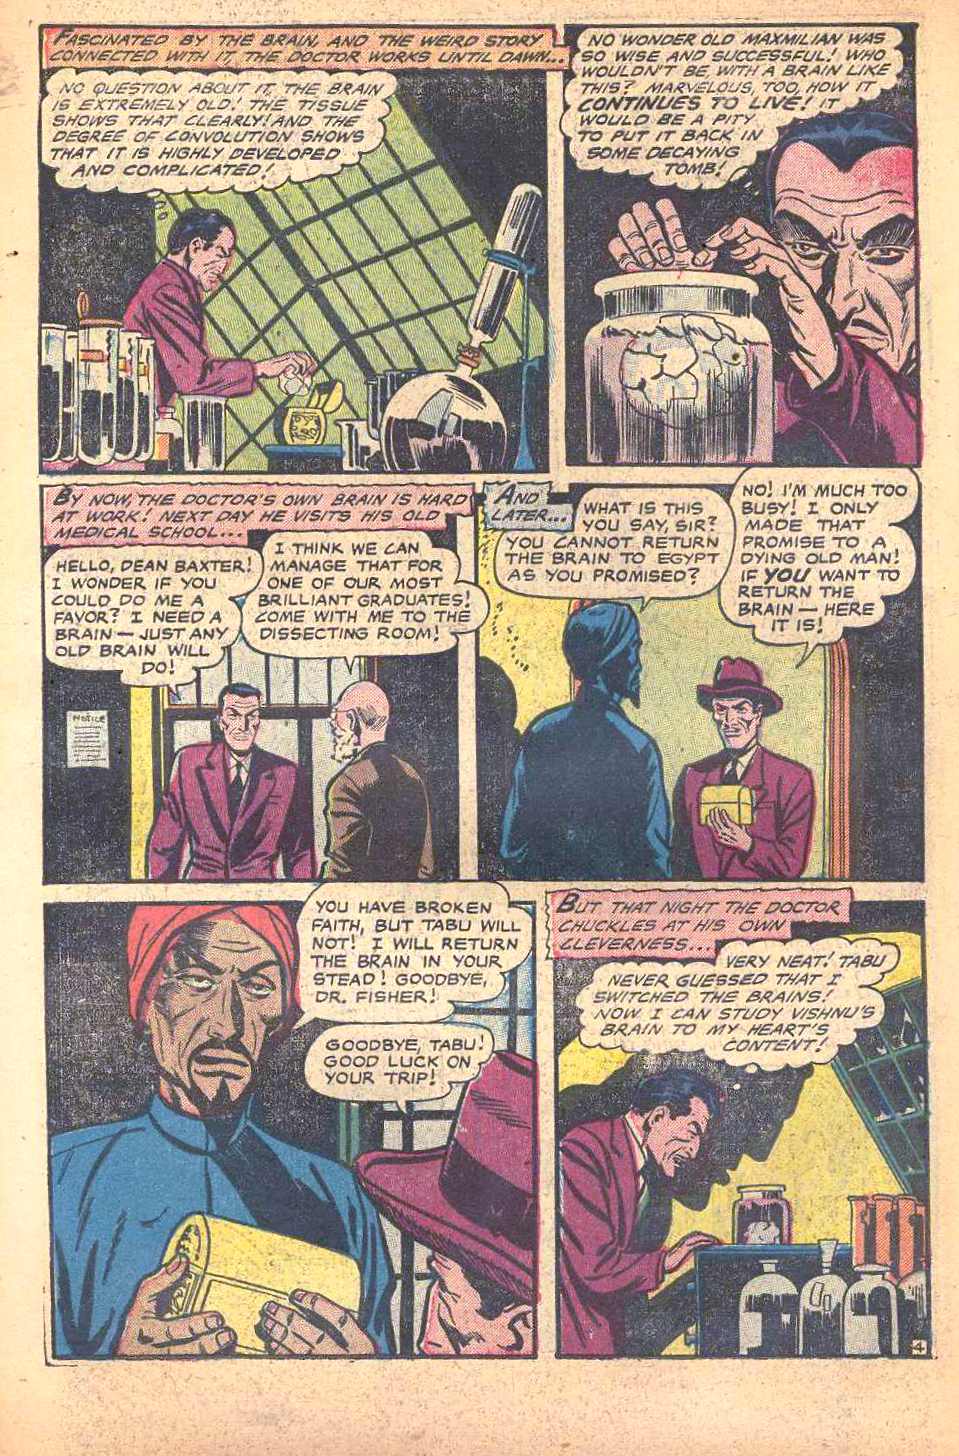 FASCINATED BY THE BRAIN, AND THE WEIRD STORY
CONNECTED WITH IT, THE DOCTOR WORKS UNTIL DAWN...
NO QUESTION ABOUT IT, THE BRAIN
IS EXTREMELY OLD! THE TISSUE
SHOWS THAT CLEARLY! AND THE
DEGREE OF CONVOLUTION SHOWS
THAT IT IS HIGHLY DEVELOPED
AND COMPLICATED!
NO WONDER OLD MAXMILIAN WAS
SO WISE AND SUCCESSFUL! WHO
WOULDN'T BE, WITH A BRAIN LIKE
THIS? MARVELOUS, TOO, HOW IT
CONTINUES TO LIVE! IT
WOULD BE A PITY
TO PUT IT BACK IN
SOME DECAYING
TOMB!
BY NOW, THE DOCTOR'S OWN BRAIN IS HARD
AT WORK! NEXT DAY HE VISITS HIS OLD
MEDICAL SCHOOL...
HELLO, DEAN BAXTER!
I WONDER IF YOU
COULD DO ME A
FAVOR? I NEED A
BRAIN — JUST ANY
OLD BRAIN WILL
DO!
I THINK WE CAN
MANAGE THAT FOR
ONE OF OUR MOST
BRILLIANT GRADUATES!
COME WITH ME TO THE
DISSECTING ROOM!
NOTICE
AND
LATER...
WHAT IS THIS
YOU SAY, SIR?
YOU CANNOT RETURN
THE BRAIN TO EGYPT
AS YOU PROMISED?
NO! I'M MUCH TOO
BUSY! I ONLY
MADE THAT
PROMISE TO A
DYING OLD MAN!
IF YOU WANT TO
RETURN THE
BRAIN — HERE
IT IS!
YOU HAVE BROKEN
FAITH, BUT TABU WILL
NOT! I WILL RETURN
THE BRAIN IN YOUR
STEAD! GOODBYE,
DR. FISHER!
GOODBYE, TABU!
GOOD LUCK ON
YOUR TRIP!
BUT THAT NIGHT THE DOCTOR
CHUCKLES AT HIS OWN
CLEVERNESS...
VERY NEAT! TABU
NEVER GUESSED THAT I
SWITCHED THE BRAINS!
NOW I CAN STUDY VISHNU'S
BRAIN TO MY HEART'S
CONTENT!
4